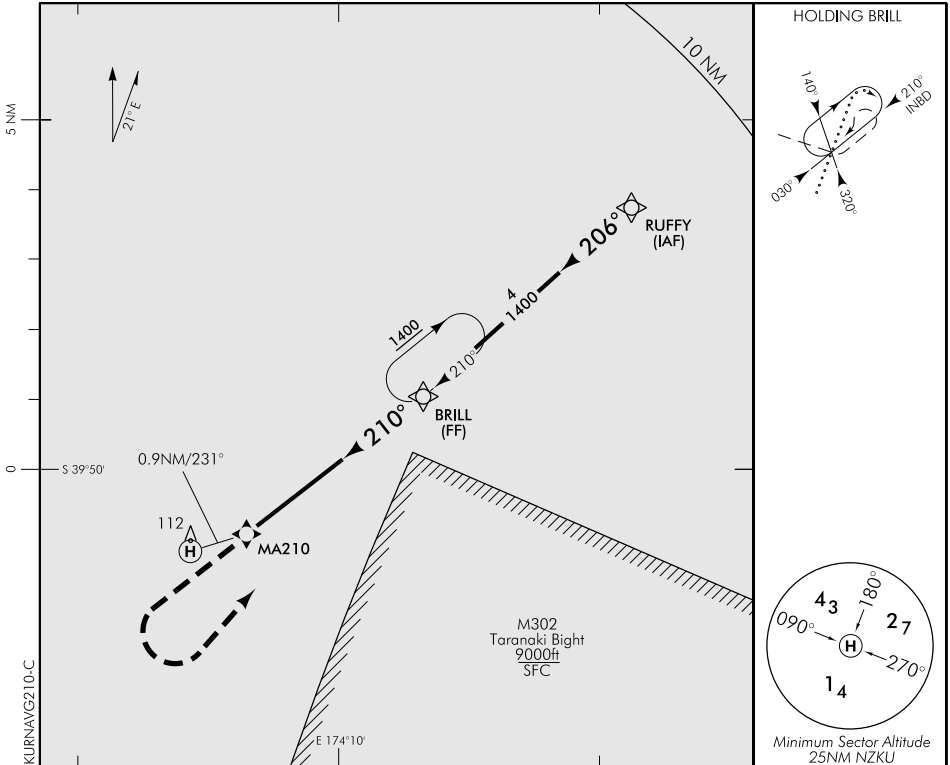 5 NM
0
KURNAVG210-C
21° E
10 NM
RUFFY
(IAF)
206°
4
1400
1400
210°
BRILL
(FF)
210°
S 39°50'
0.9NM/231°
112
H
MA210
M302
Taranaki Bight
9000ft
SFC
E 174°10'
HOLDING BRILL
140°
210°
INBD
030°
320°
43
180°
090°
27
H
270°
14
Minimum Sector Altitude
25NM NZKU